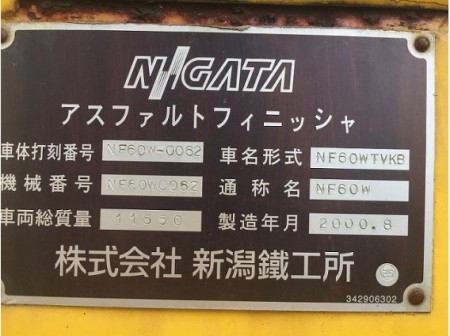 NIIGATA
アスファルトフィニッシャ
車体打刻番号 NF60W-0062 車名形式 NF60WTVKB
機械番号 NF60W0062 通称名 NF60W
車両総質量 11550 製造年月 2000.8
株式会社 新潟鐵工所
342906302